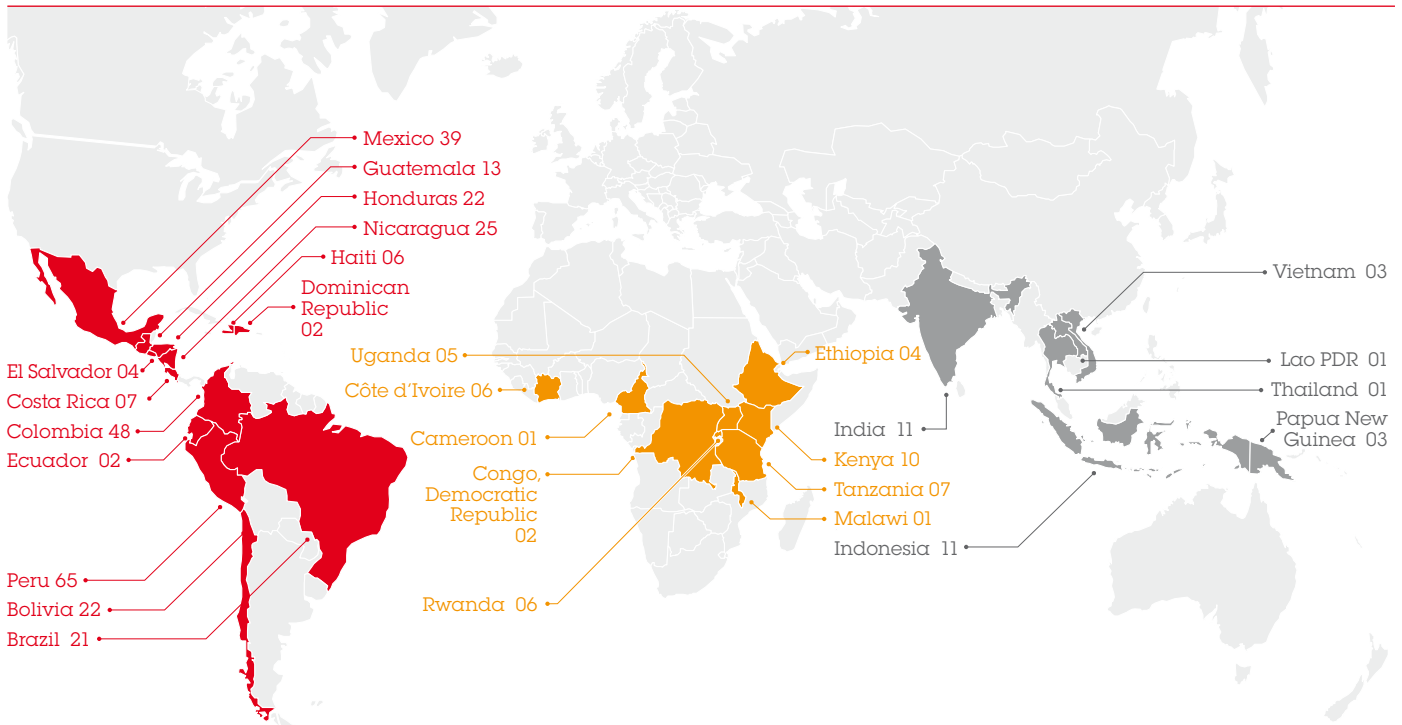 Mexico 39
Guatemala 13
Honduras 22
Nicaragua 25
Haiti 06
Dominican
Republic
02
El Salvador 04
Costa Rica 07
Colombia 48
Ecuador 02
Peru 65
Bolivia 22
Brazil 21
Uganda 05
Côte d'Ivoire 06
Cameroon 01
Congo,
Democratic
Republic
02
Rwanda 06
Ethiopia 04
Kenya 10
Tanzania 07
Malawi 01
India 11
Indonesia 11
Vietnam 03
Lao PDR 01
Thailand 01
Papua New
Guinea 03